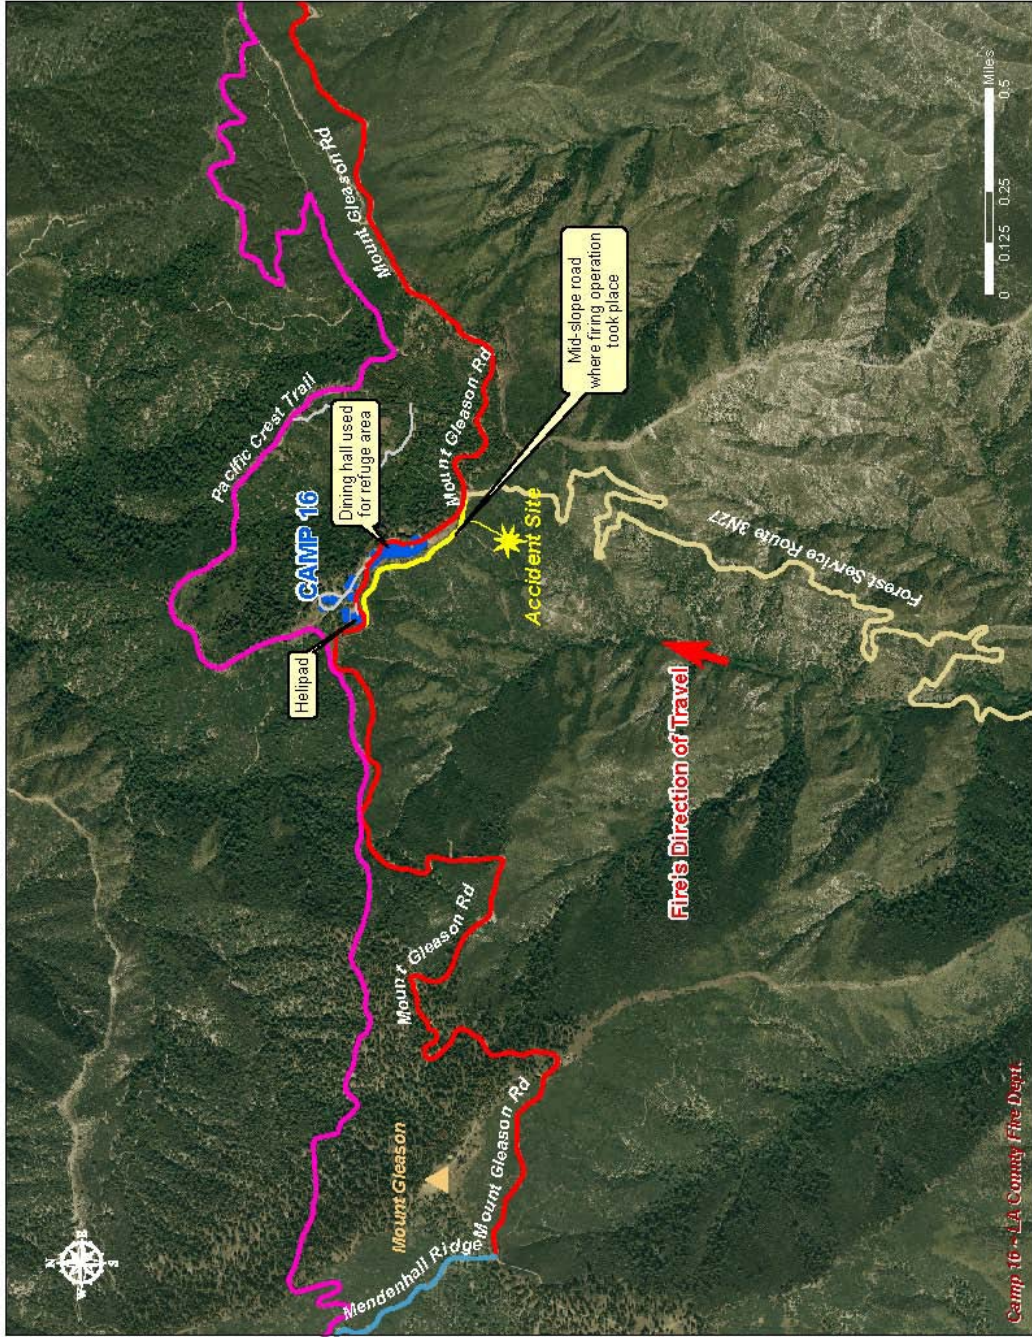 N
W E
S
Pacific Crest Trail
CAMP 16
Dining hall used
for refuge area
Helipad
Mount Gleason Rd
Mount Gleason Rd
Mount Gleason Rd
Mount Gleason Rd
Mount Gleason
Mendenhall Ridge
Mid-slope road
where firing operation
took place
Accident Site
Forest Service Route 3N27
Fire's Direction of Travel
Camp 16 ~ LA County Fire Dept.
0 0.125 0.25 0.5
Miles